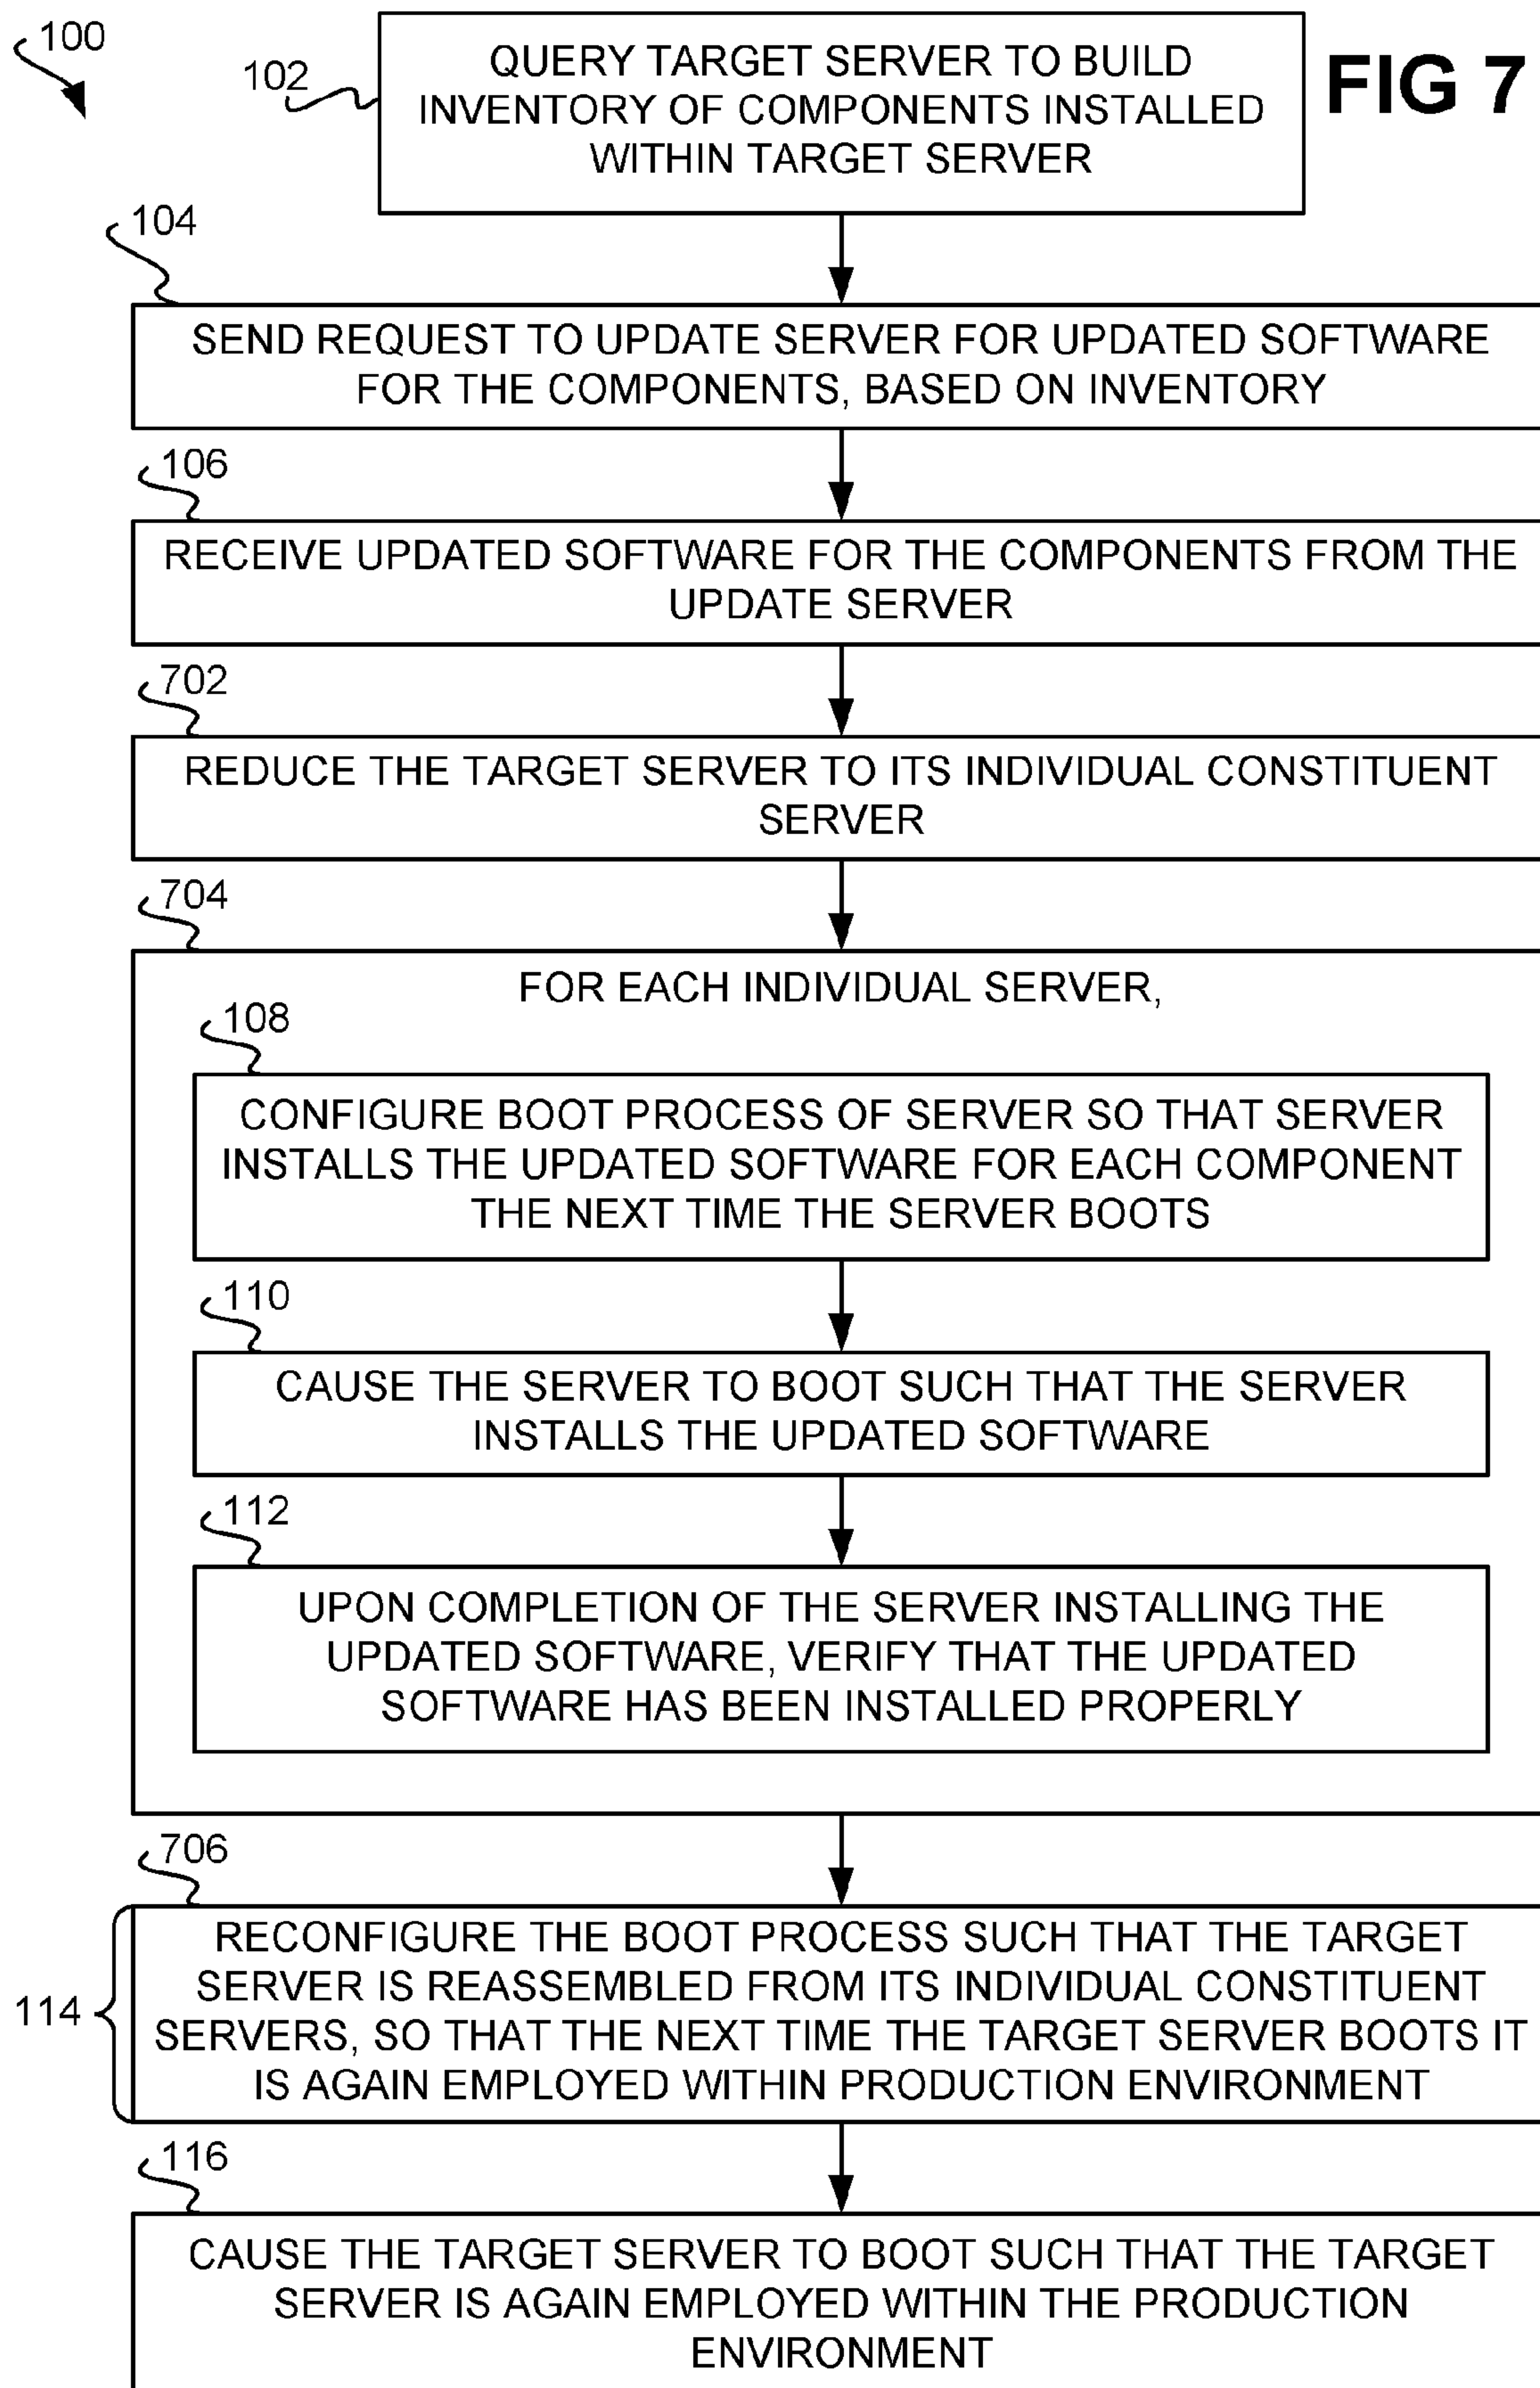 100
102
QUERY TARGET SERVER TO BUILD
INVENTORY OF COMPONENTS INSTALLED
WITHIN TARGET SERVER
FIG 7
104
SEND REQUEST TO UPDATE SERVER FOR UPDATED SOFTWARE
FOR THE COMPONENTS, BASED ON INVENTORY
106
RECEIVE UPDATED SOFTWARE FOR THE COMPONENTS FROM THE
UPDATE SERVER
702
REDUCE THE TARGET SERVER TO ITS INDIVIDUAL CONSTITUENT
SERVER
704
FOR EACH INDIVIDUAL SERVER,
108
CONFIGURE BOOT PROCESS OF SERVER SO THAT SERVER
INSTALLS THE UPDATED SOFTWARE FOR EACH COMPONENT
THE NEXT TIME THE SERVER BOOTS
110
CAUSE THE SERVER TO BOOT SUCH THAT THE SERVER
INSTALLS THE UPDATED SOFTWARE
112
UPON COMPLETION OF THE SERVER INSTALLING THE
UPDATED SOFTWARE, VERIFY THAT THE UPDATED
SOFTWARE HAS BEEN INSTALLED PROPERLY
706
114
RECONFIGURE THE BOOT PROCESS SUCH THAT THE TARGET
SERVER IS REASSEMBLED FROM ITS INDIVIDUAL CONSTITUENT
SERVERS, SO THAT THE NEXT TIME THE TARGET SERVER BOOTS IT
IS AGAIN EMPLOYED WITHIN PRODUCTION ENVIRONMENT
116
CAUSE THE TARGET SERVER TO BOOT SUCH THAT THE TARGET
SERVER IS AGAIN EMPLOYED WITHIN THE PRODUCTION
ENVIRONMENT